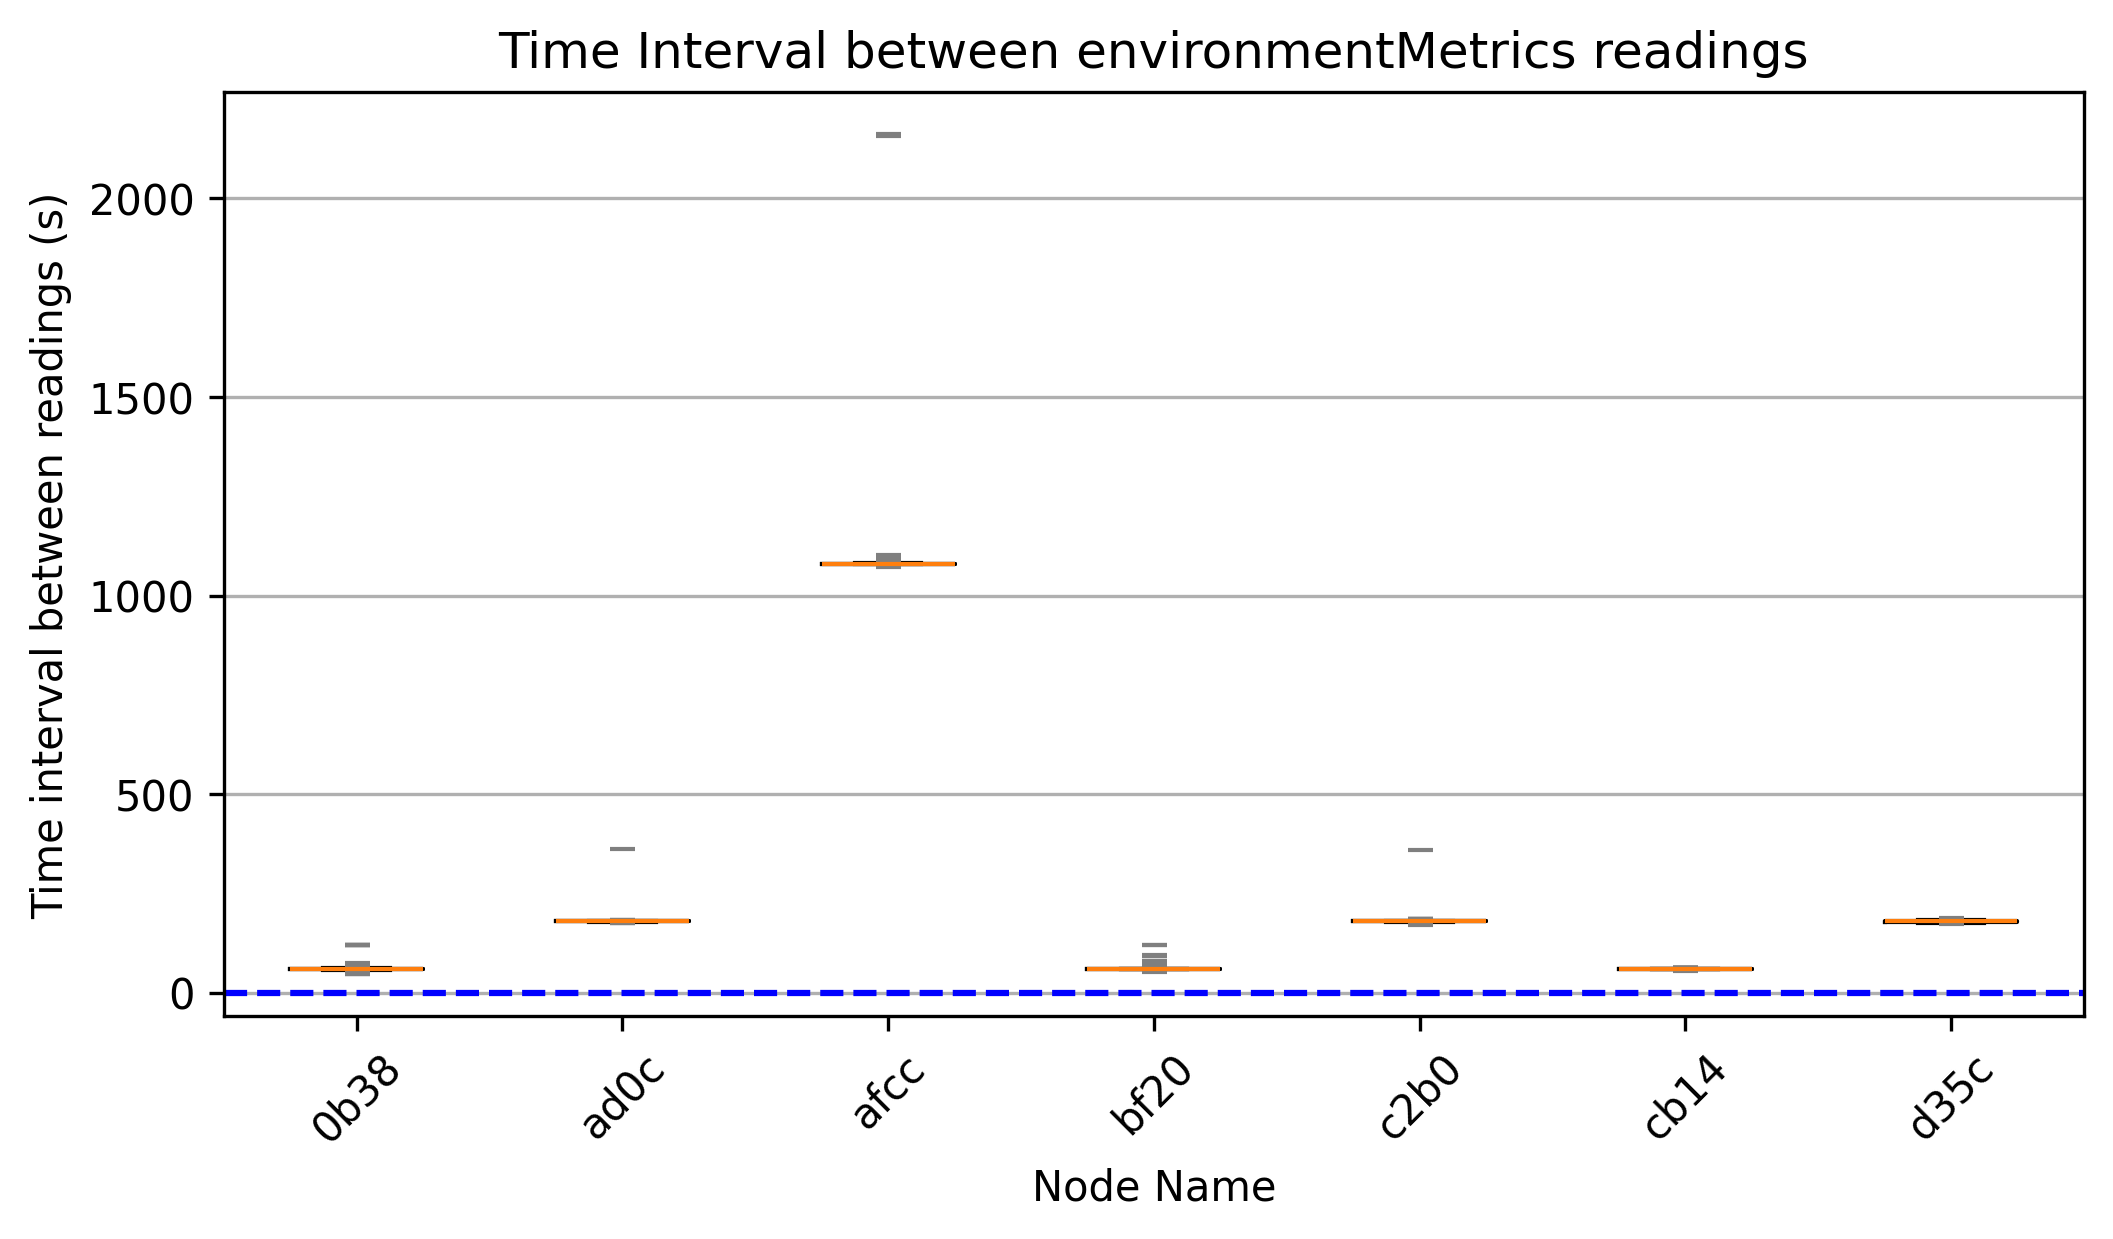 Time Interval between environmentMetrics readings
Time interval between readings (s)
2000
1500
1000
500
0
0b38
ad0c
afcc
bf20
c2b0
cb14
d35c
Node Name